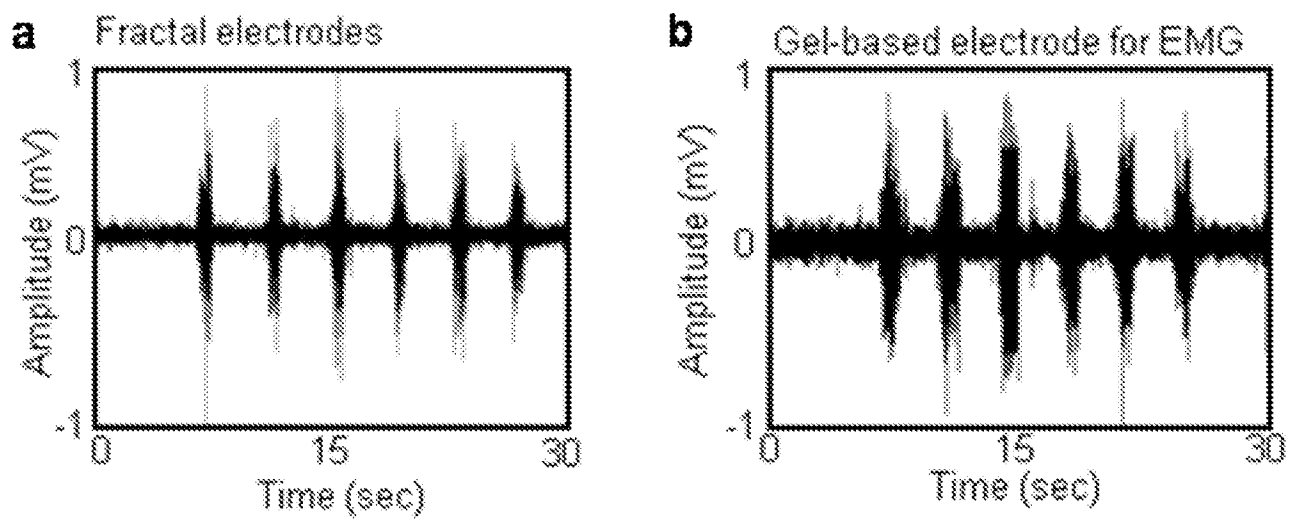 a Fractal electrodes
1
0
-1
Amplitude (mV)
0 15 30
Time (sec)
b Gel-based electrode for EMG
1
0
-1
Amplitude (mV)
0 15 30
Time (sec)